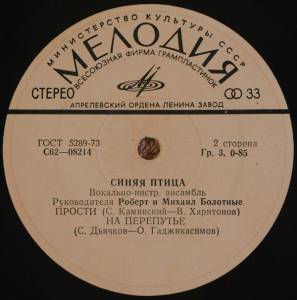 МИНИСТЕРСТВО КУЛЬТУРЫ СССР
МЕЛОДИЯ
ВСЕСОЮЗНАЯ ФИРМА ГРАМПЛАСТИНОК
СТЕРЕО 33
АПРЕЛЕВСКИЙ ОРДЕНА ЛЕНИНА ЗАВОД
ГОСТ 5289-73 2 сторона
С62—08214 Гр. 3. 0-85
СИНЯЯ ПТИЦА
Вокально-инстр. ансамбль
Руководители Роберт и Михаил Болотные
ПРОСТИ (С. Каминский—В. Харитонов)
НА ПЕРЕПУТЬЕ
(С. Дьячков—О. Гаджикасимов)